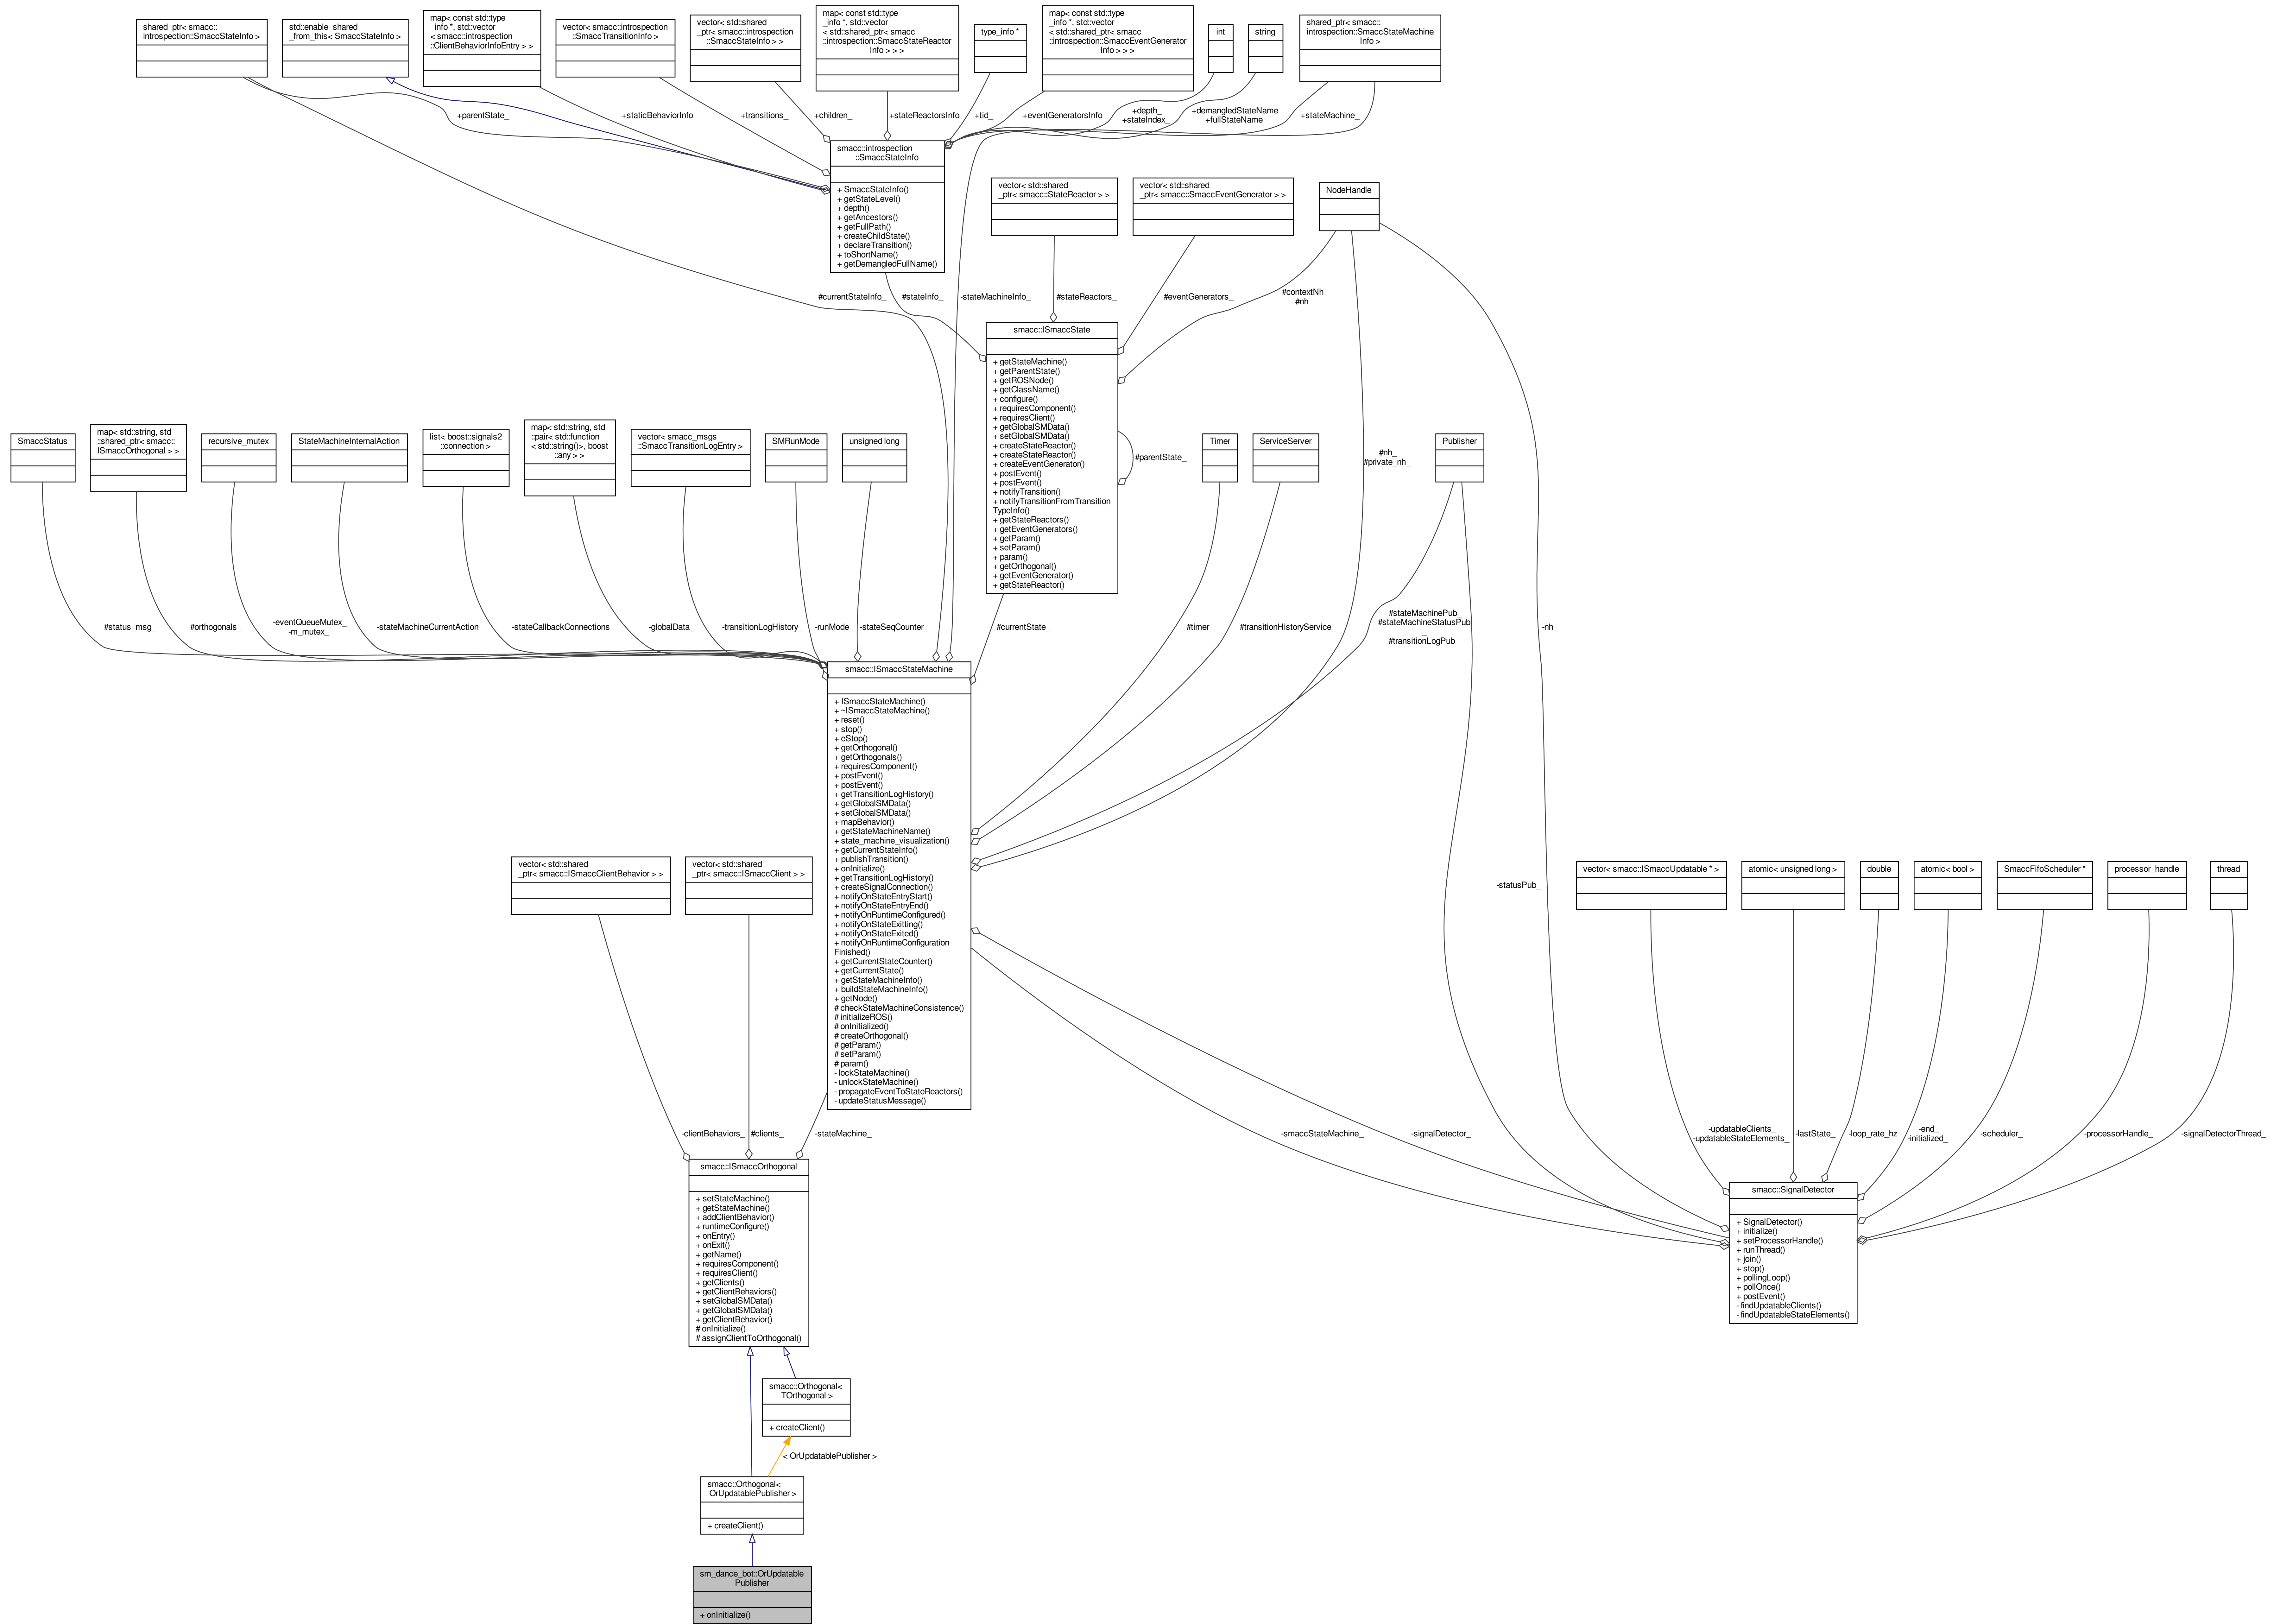 shared_ptr< smacc::
introspection::SmaccStateInfo >
std::enable_shared
_from_this< SmaccStateInfo >
map< const std::type
_info *, std::vector
< smacc::introspection
::ClientBehaviorInfoEntry > >
vector< smacc::introspection
::SmaccTransitionInfo >
vector< std::shared
_ptr< smacc::introspection
::SmaccStateInfo > >
map< const std::type
_info *, std::vector
< std::shared_ptr< smacc
::introspection::SmaccStateReactor
Info > > >
type_info *
map< const std::type
_info *, std::vector
< std::shared_ptr< smacc
::introspection::SmaccEventGenerator
Info > > >
int
string
shared_ptr< smacc::
introspection::SmaccStateMachine
Info >
+parentState_
+staticBehaviorInfo
+transitions_
+children_
+stateReactorsInfo
+tid_
+eventGeneratorsInfo
+depth_
+stateIndex_
+demangledStateName
+fullStateName
+stateMachine_
smacc::introspection
::SmaccStateInfo
+ SmaccStateInfo()
+ getStateLevel()
+ depth()
+ getAncestors()
+ getFullPath()
+ createChildState()
+ declareTransition()
+ toShortName()
+ getDemangledFullName()
vector< std::shared
_ptr< smacc::StateReactor > >
vector< std::shared
_ptr< smacc::SmaccEventGenerator > >
NodeHandle
#currentStateInfo_
#stateInfo_
-stateMachineInfo_
#stateReactors_
#eventGenerators_
#contextNh
#nh
smacc::ISmaccState
+ getStateMachine()
+ getParentState()
+ getROSNode()
+ getClassName()
+ configure()
+ requiresComponent()
+ requiresClient()
+ getGlobalSMData()
+ setGlobalSMData()
+ createStateReactor()
+ createStateReactor()
+ createEventGenerator()
+ postEvent()
+ postEvent()
+ notifyTransition()
+ notifyTransitionFromTransition
TypeInfo()
+ getStateReactors()
+ getEventGenerators()
+ getParam()
+ setParam()
+ param()
+ getOrthogonal()
+ getEventGenerator()
+ getStateReactor()
#parentState_
SmaccStatus
map< std::string, std
::shared_ptr< smacc::
ISmaccOrthogonal > >
recursive_mutex
StateMachineInternalAction
list< boost::signals2
::connection >
map< std::string, std
::pair< std::function
< std::string()>, boost
::any > >
vector< smacc_msgs
::SmaccTransitionLogEntry >
SMRunMode
unsigned long
Timer
ServiceServer
#nh_
#private_nh_
Publisher
#status_msg_
#orthogonals_
-eventQueueMutex_
-m_mutex_
-stateMachineCurrentAction
-stateCallbackConnections
-globalData_
-transitionLogHistory_
-runMode_
-stateSeqCounter_
#currentState_
#timer_
#transitionHistoryService_
#stateMachinePub_
#stateMachineStatusPub
_
#transitionLogPub_
-nh_
smacc::ISmaccStateMachine
+ ISmaccStateMachine()
+ ~ISmaccStateMachine()
+ reset()
+ stop()
+ eStop()
+ getOrthogonal()
+ getOrthogonals()
+ requiresComponent()
+ postEvent()
+ postEvent()
+ getTransitionLogHistory()
+ getGlobalSMData()
+ setGlobalSMData()
+ mapBehavior()
+ getStateMachineName()
+ state_machine_visualization()
+ getCurrentStateInfo()
+ publishTransition()
+ onInitialize()
+ getTransitionLogHistory()
+ createSignalConnection()
+ notifyOnStateEntryStart()
+ notifyOnStateEntryEnd()
+ notifyOnRuntimeConfigured()
+ notifyOnStateExitting()
+ notifyOnStateExited()
+ notifyOnRuntimeConfiguration
Finished()
+ getCurrentStateCounter()
+ getCurrentState()
+ getStateMachineInfo()
+ buildStateMachineInfo()
+ getNode()
# checkStateMachineConsistence()
# initializeROS()
# onInitialized()
# createOrthogonal()
# getParam()
# setParam()
# param()
- lockStateMachine()
- unlockStateMachine()
- propagateEventToStateReactors()
- updateStatusMessage()
vector< std::shared
_ptr< smacc::ISmaccClientBehavior > >
vector< std::shared
_ptr< smacc::ISmaccClient > >
-statusPub_
vector< smacc::ISmaccUpdatable * >
atomic< unsigned long >
double
atomic< bool >
SmaccFifoScheduler *
processor_handle
thread
-clientBehaviors_
#clients_
-stateMachine_
-smaccStateMachine_
-signalDetector_
-updatableClients_
-updatableStateElements_
-lastState_
-loop_rate_hz
-end_
-initialized_
-scheduler_
-processorHandle_
-signalDetectorThread_
smacc::ISmaccOrthogonal
+ setStateMachine()
+ getStateMachine()
+ addClientBehavior()
+ runtimeConfigure()
+ onEntry()
+ onExit()
+ getName()
+ requiresComponent()
+ requiresClient()
+ getClients()
+ getClientBehaviors()
+ setGlobalSMData()
+ getGlobalSMData()
+ getClientBehavior()
# onInitialize()
# assignClientToOrthogonal()
smacc::SignalDetector
+ SignalDetector()
+ initialize()
+ setProcessorHandle()
+ runThread()
+ join()
+ stop()
+ pollingLoop()
+ pollOnce()
+ postEvent()
- findUpdatableClients()
- findUpdatableStateElements()
smacc::Orthogonal<
TOrthogonal >
+ createClient()
< OrUpdatablePublisher >
smacc::Orthogonal<
OrUpdatablePublisher >
+ createClient()
sm_dance_bot::OrUpdatable
Publisher
+ onInitialize()